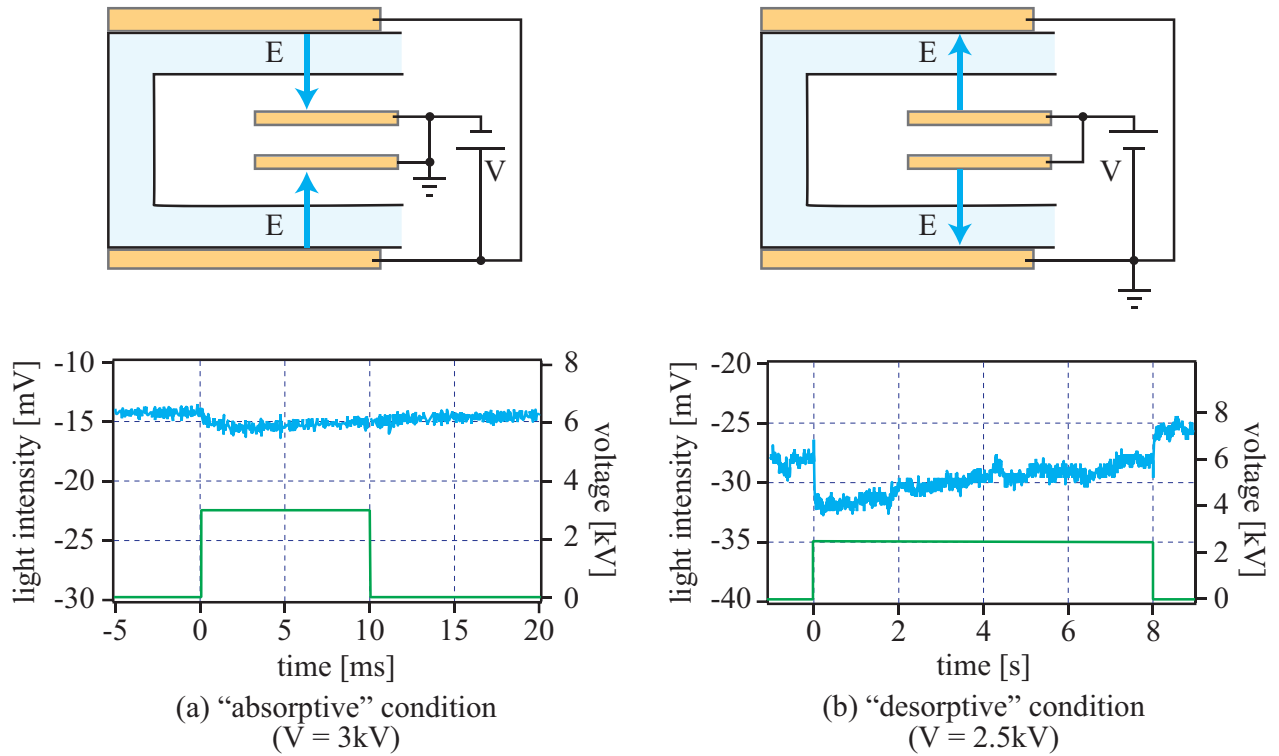 E
V
E
E
V
E
light intensity [mV]
-10
-15
-20
-25
-30
8
6
4
2
0
voltage [kV]
-5 0 5 10 15 20
time [ms]
(a) “absorptive” condition
(V = 3kV)
light intensity [mV]
-20
-25
-30
-35
-40
8
6
4
2
0
voltage [kV]
0 2 4 6 8
time [s]
(b) “desorptive” condition
(V = 2.5kV)